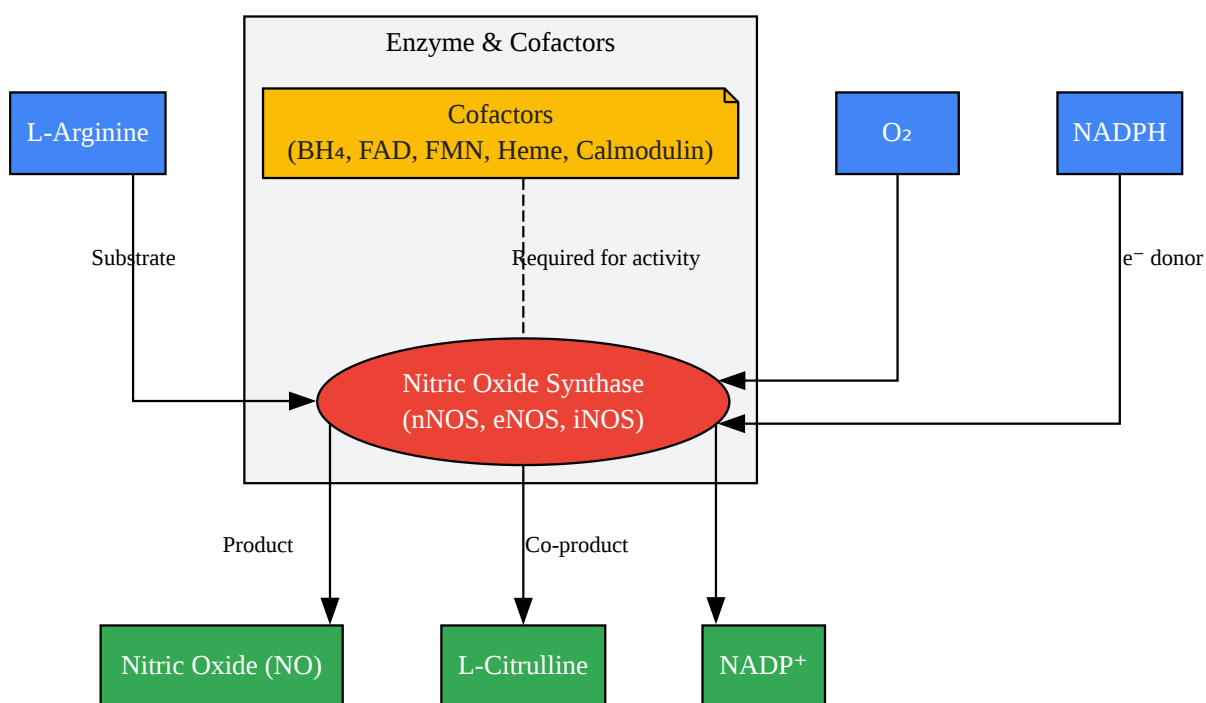 Enzyme & Cofactors
L-Arginine
Cofactors
(BH₄, FAD, FMN, Heme, Calmodulin)
O₂
NADPH
Substrate
Required for activity
e⁻ donor
Nitric Oxide Synthase
(nNOS, eNOS, iNOS)
Product
Co-product
Nitric Oxide (NO)
L-Citrulline
NADP⁺